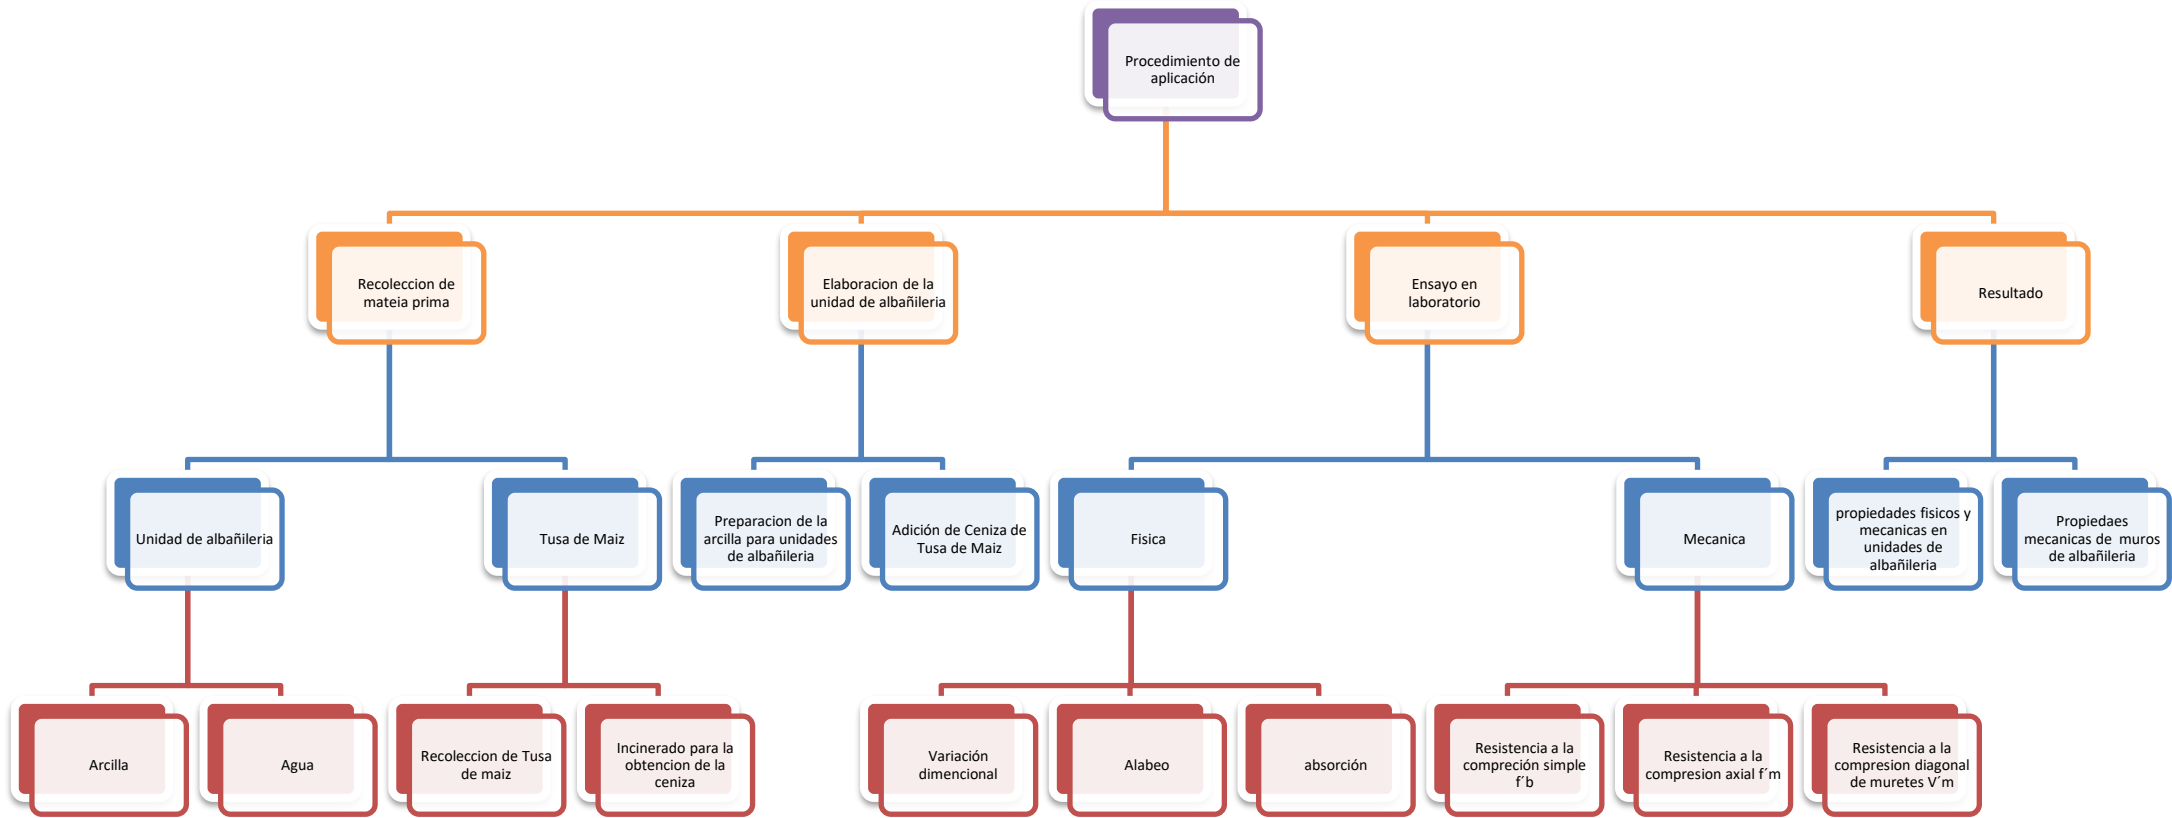 Procedimiento de
aplicación
Recoleccion de
mateia prima
Elaboracion de la
unidad de albañileria
Ensayo en
laboratorio
Resultado
Unidad de albañileria
Tusa de Maiz
Preparacion de la
arcilla para unidades
de albañileria
Adición de Ceniza de
Tusa de Maiz
Fisica
Mecanica
propiedades fisicos y
mecanicas en
unidades de
albañileria
Propiedaes
mecanicas de  muros
de albañileria
Arcilla
Agua
Recoleccion de Tusa
de maiz
Incinerado para la
obtencion de la
ceniza
Variación
dimencional
Alabeo
absorción
Resistencia a la
compreción simple
f´b
Resistencia a la
compresion axial f´m
Resistencia a la
compresion diagonal
de muretes V´m